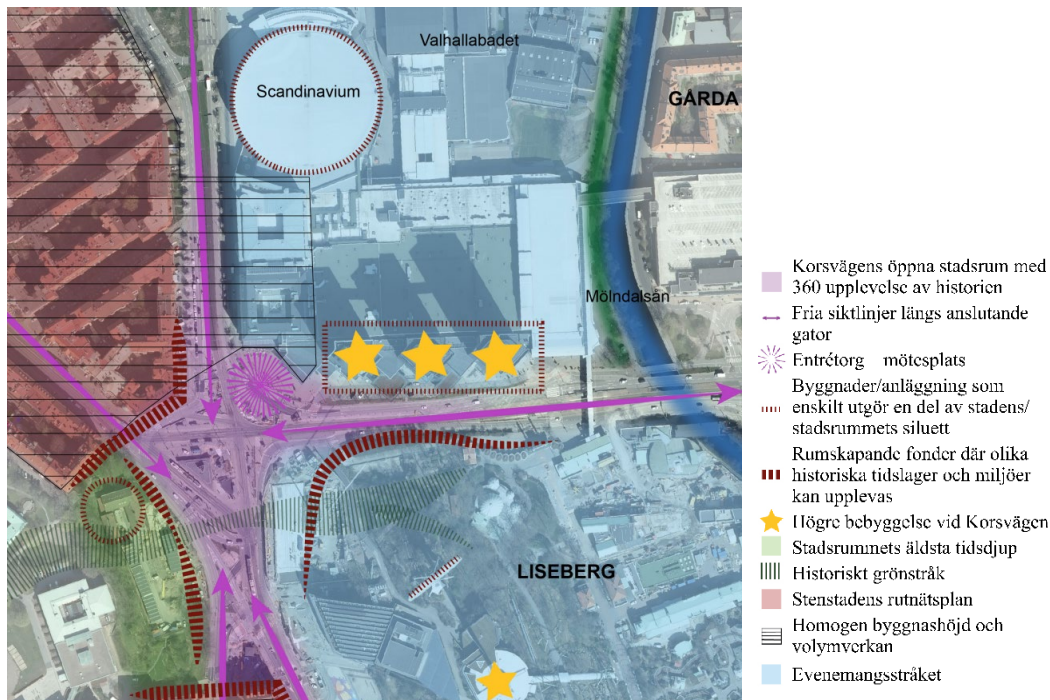 Valhallabadet
Scandinavium
GÅRDA
Mölndalsån
LISEBERG
Korsvägens öppna stadsrum med
360 upplevelse av historien
Fria siktlinjer längs anslutande
gator
Entrétorg mötesplats
Byggnader/anläggning som
enskilt utgör en del av stadens/
stadsrummets siluett
Rumskapande fonder där olika
historiska tidslager och miljöer
kan upplevas
Högre bebyggelse vid Korsvägen
Stadsrummets äldsta tidsdjup
Historiskt grönstråk
Stenstadens rutnätsplan
Homogen byggnashöjd och
volymverkan
Evenemangsstråket